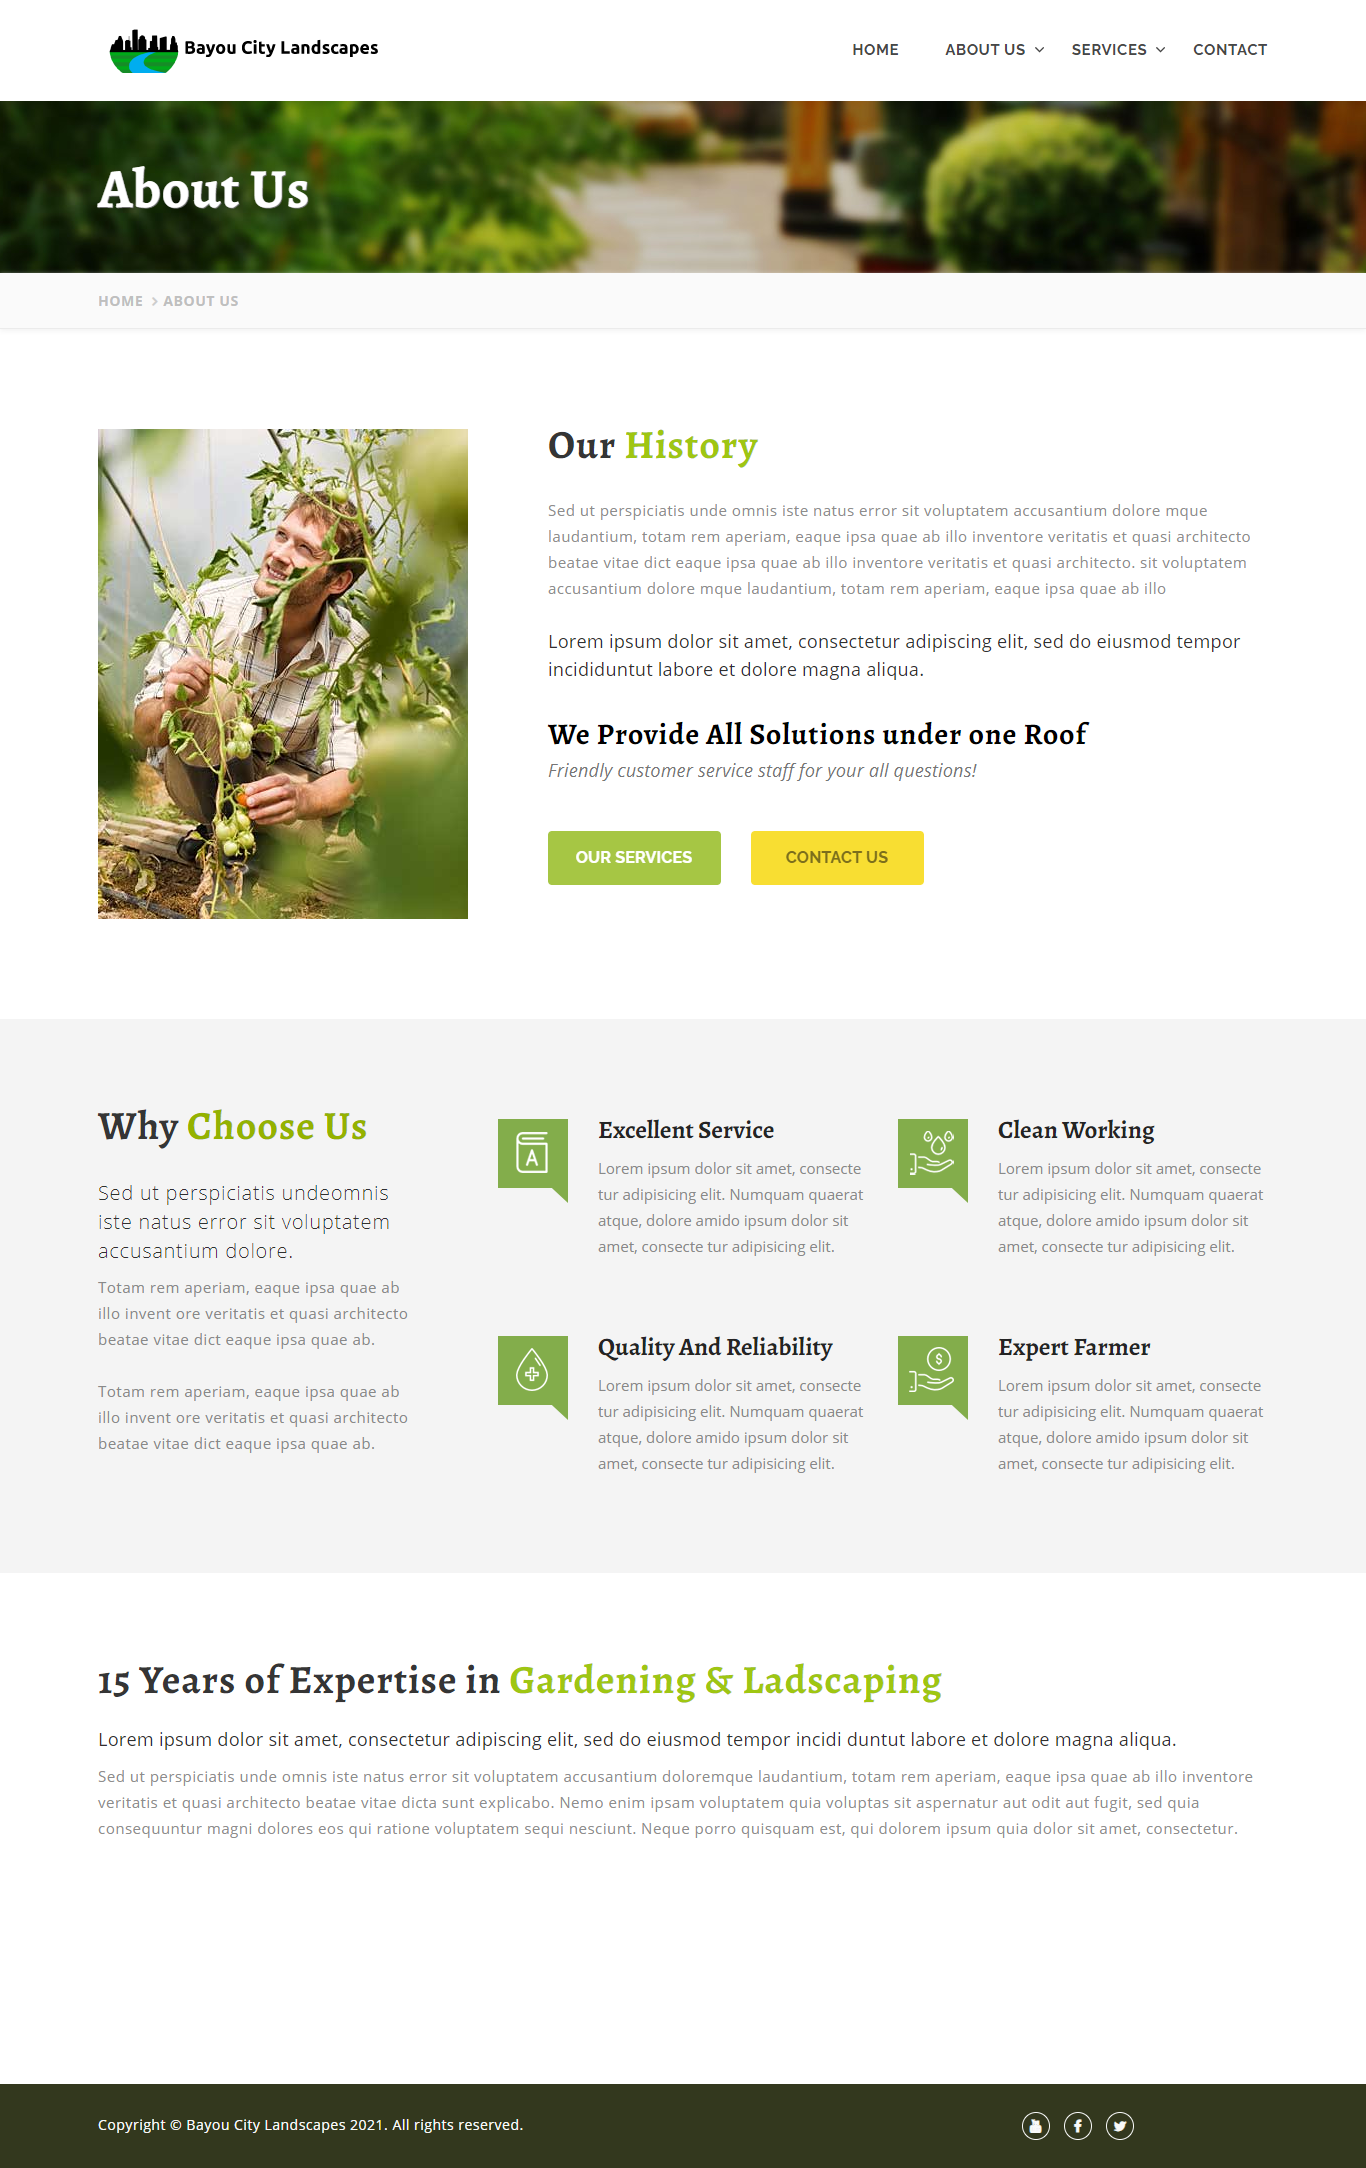 Bayou City Landscapes
HOME
ABOUT US
SERVICES
CONTACT
About Us
HOME
ABOUT US
Our History
Sed ut perspiciatis unde omnis iste natus error sit voluptatem accusantium dolore mque
laudantium, totam rem aperiam, eaque ipsa quae ab illo inventore veritatis et quasi architecto
beatae vitae dict eaque ipsa quae ab illo inventore veritatis et quasi architecto. sit voluptatem
accusantium dolore mque laudantium, totam rem aperiam, eaque ipsa quae ab illo
Lorem ipsum dolor sit amet, consectetur adipiscing elit, sed do eiusmod tempor
incididuntut labore et dolore magna aliqua.
We Provide All Solutions under one Roof
Friendly customer service staff for your all questions!
OUR SERVICES
CONTACT US
Why Choose Us
Sed ut perspiciatis undeomnis
iste natus error sit voluptatem
accusantium dolore.
Totam rem aperiam, eaque ipsa quae ab
illo invent ore veritatis et quasi architecto
beatae vitae dict eaque ipsa quae ab.
Totam rem aperiam, eaque ipsa quae ab
illo invent ore veritatis et quasi architecto
beatae vitae dict eaque ipsa quae ab.
A
Excellent Service
Lorem ipsum dolor sit amet, consecte
tur adipisicing elit. Numquam quaerat
atque, dolore amido ipsum dolor sit
amet, consecte tur adipisicing elit.
Clean Working
Lorem ipsum dolor sit amet, consecte
tur adipisicing elit. Numquam quaerat
atque, dolore amido ipsum dolor sit
amet, consecte tur adipisicing elit.
Quality And Reliability
Lorem ipsum dolor sit amet, consecte
tur adipisicing elit. Numquam quaerat
atque, dolore amido ipsum dolor sit
amet, consecte tur adipisicing elit.
$
Expert Farmer
Lorem ipsum dolor sit amet, consecte
tur adipisicing elit. Numquam quaerat
atque, dolore amido ipsum dolor sit
amet, consecte tur adipisicing elit.
15 Years of Expertise in Gardening & Ladscaping
Lorem ipsum dolor sit amet, consectetur adipiscing elit, sed do eiusmod tempor incidi duntut labore et dolore magna aliqua.
Sed ut perspiciatis unde omnis iste natus error sit voluptatem accusantium doloremque laudantium, totam rem aperiam, eaque ipsa quae ab illo inventore
veritatis et quasi architecto beatae vitae dicta sunt explicabo. Nemo enim ipsam voluptatem quia voluptas sit aspernatur aut odit aut fugit, sed quia
consequuntur magni dolores eos qui ratione voluptatem sequi nesciunt. Neque porro quisquam est, qui dolorem ipsum quia dolor sit amet, consectetur.
Copyright © Bayou City Landscapes 2021. All rights reserved.